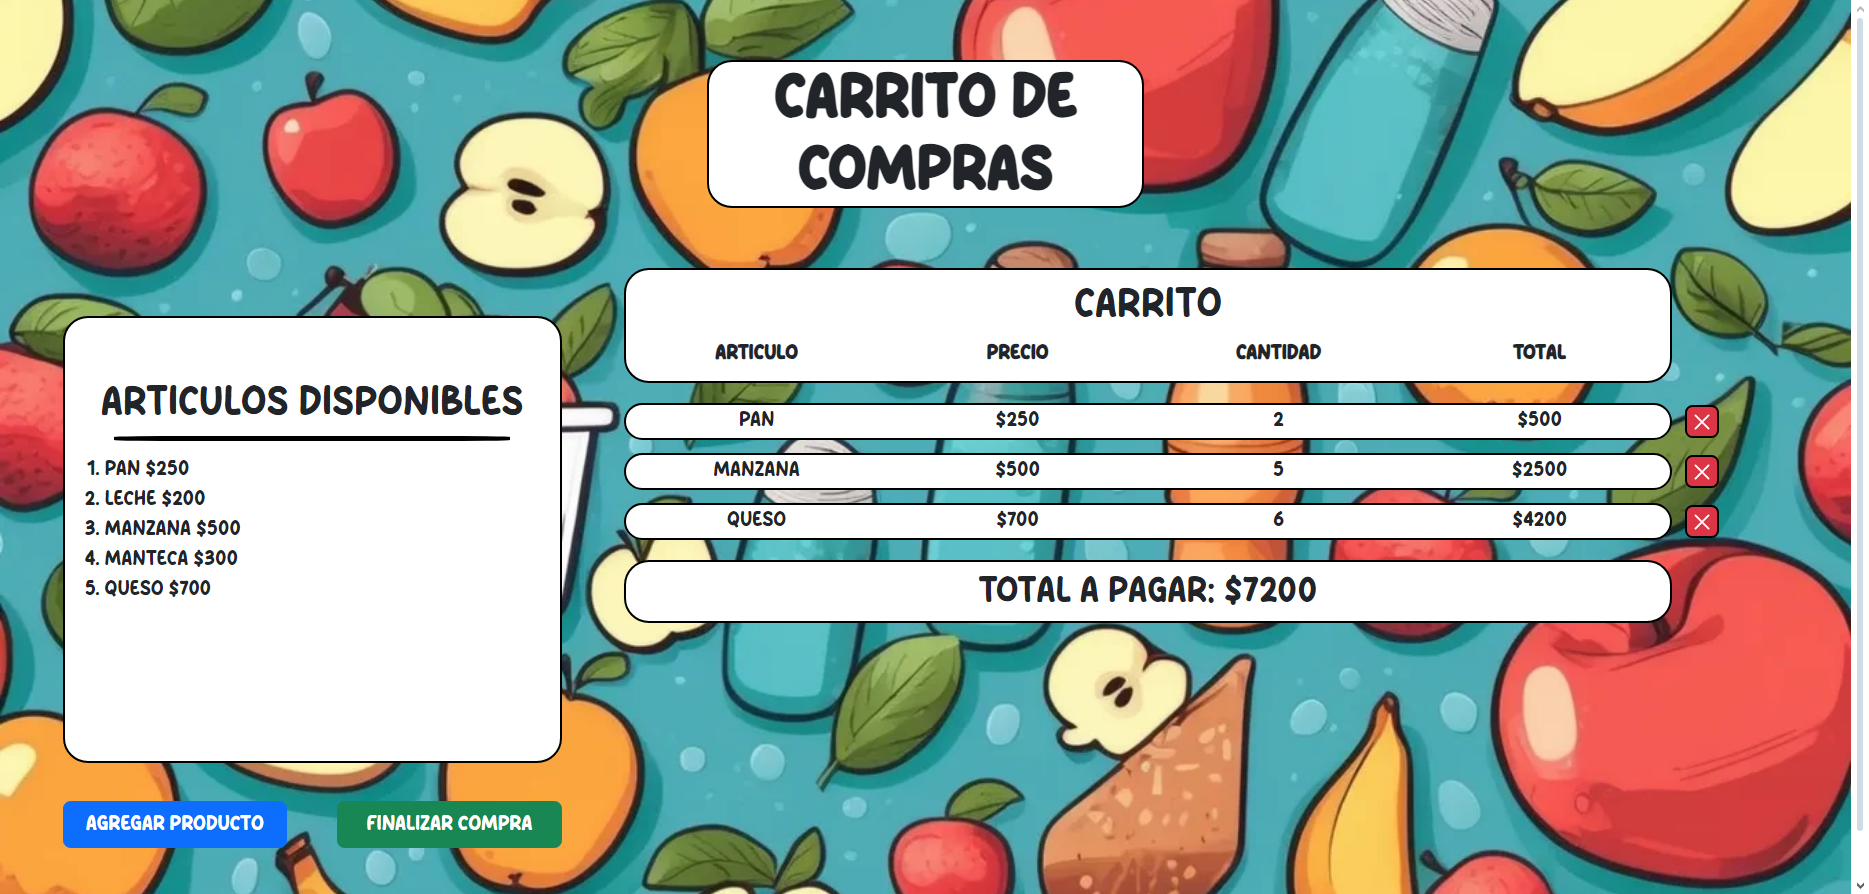 CARRITO DE
COMPRAS
ARTICULOS DISPONIBLES
1. PAN $250
2. LECHE $200
3. MANZANA $500
4. MANTECA $300
5. QUESO $700
AGREGAR PRODUCTO FINALIZAR COMPRA
CARRITO
ARTICULO PRECIO CANTIDAD TOTAL
PAN $250 2 $500
MANZANA $500 5 $2500
QUESO $700 6 $4200
TOTAL A PAGAR: $7200